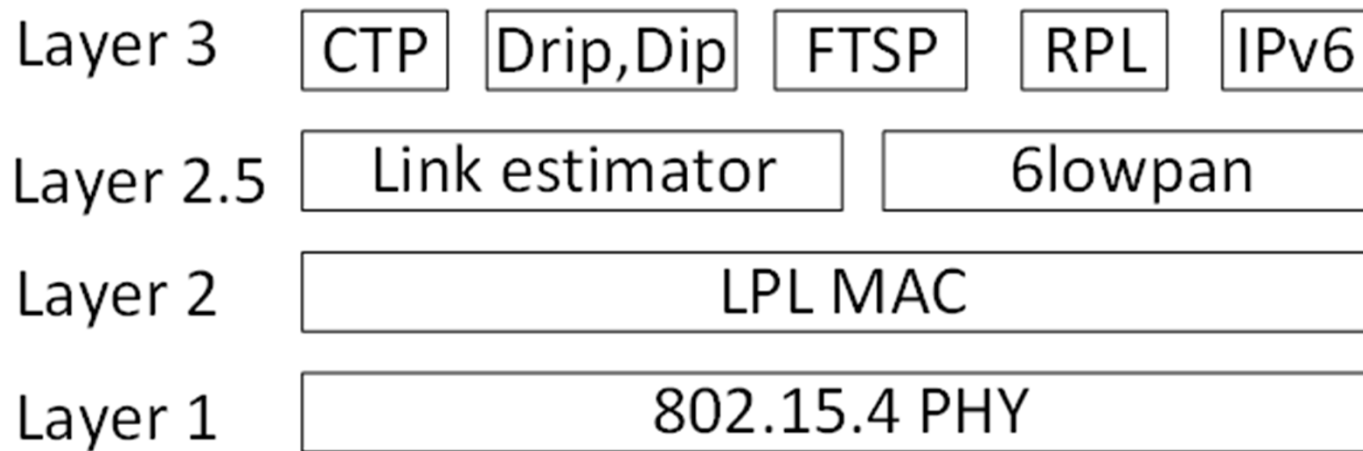 Layer 3 CTP Drip,Dip FTSP RPL IPv6
Layer 2.5 Link estimator 6lowpan
Layer 2 LPL MAC
Layer 1 802.15.4 PHY